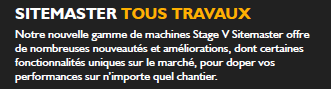 SITEMASTER TOUS TRAVAUX
Notre nouvelle gamme de machines Stage V Sitemaster offre
de nombreuses nouveautés et améliorations, dont certaines
fonctionnalités uniques sur le marché, pour doper vos
performances sur n'importe quel chantier.